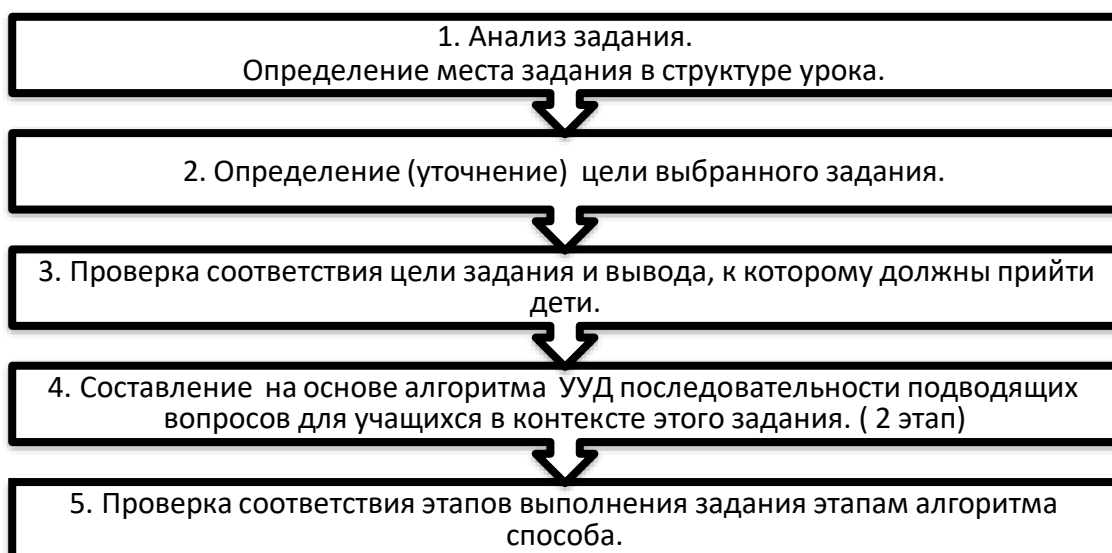 1. Анализ задания.
Определение места задания в структуре урока.
2. Определение (уточнение) цели выбранного задания.
3. Проверка соответствия цели задания и вывода, к которому должны прийти
дети.
4. Составление на основе алгоритма УУД последовательности подводящих
вопросов для учащихся в контексте этого задания. ( 2 этап)
5. Проверка соответствия этапов выполнения задания этапам алгоритма
способа.